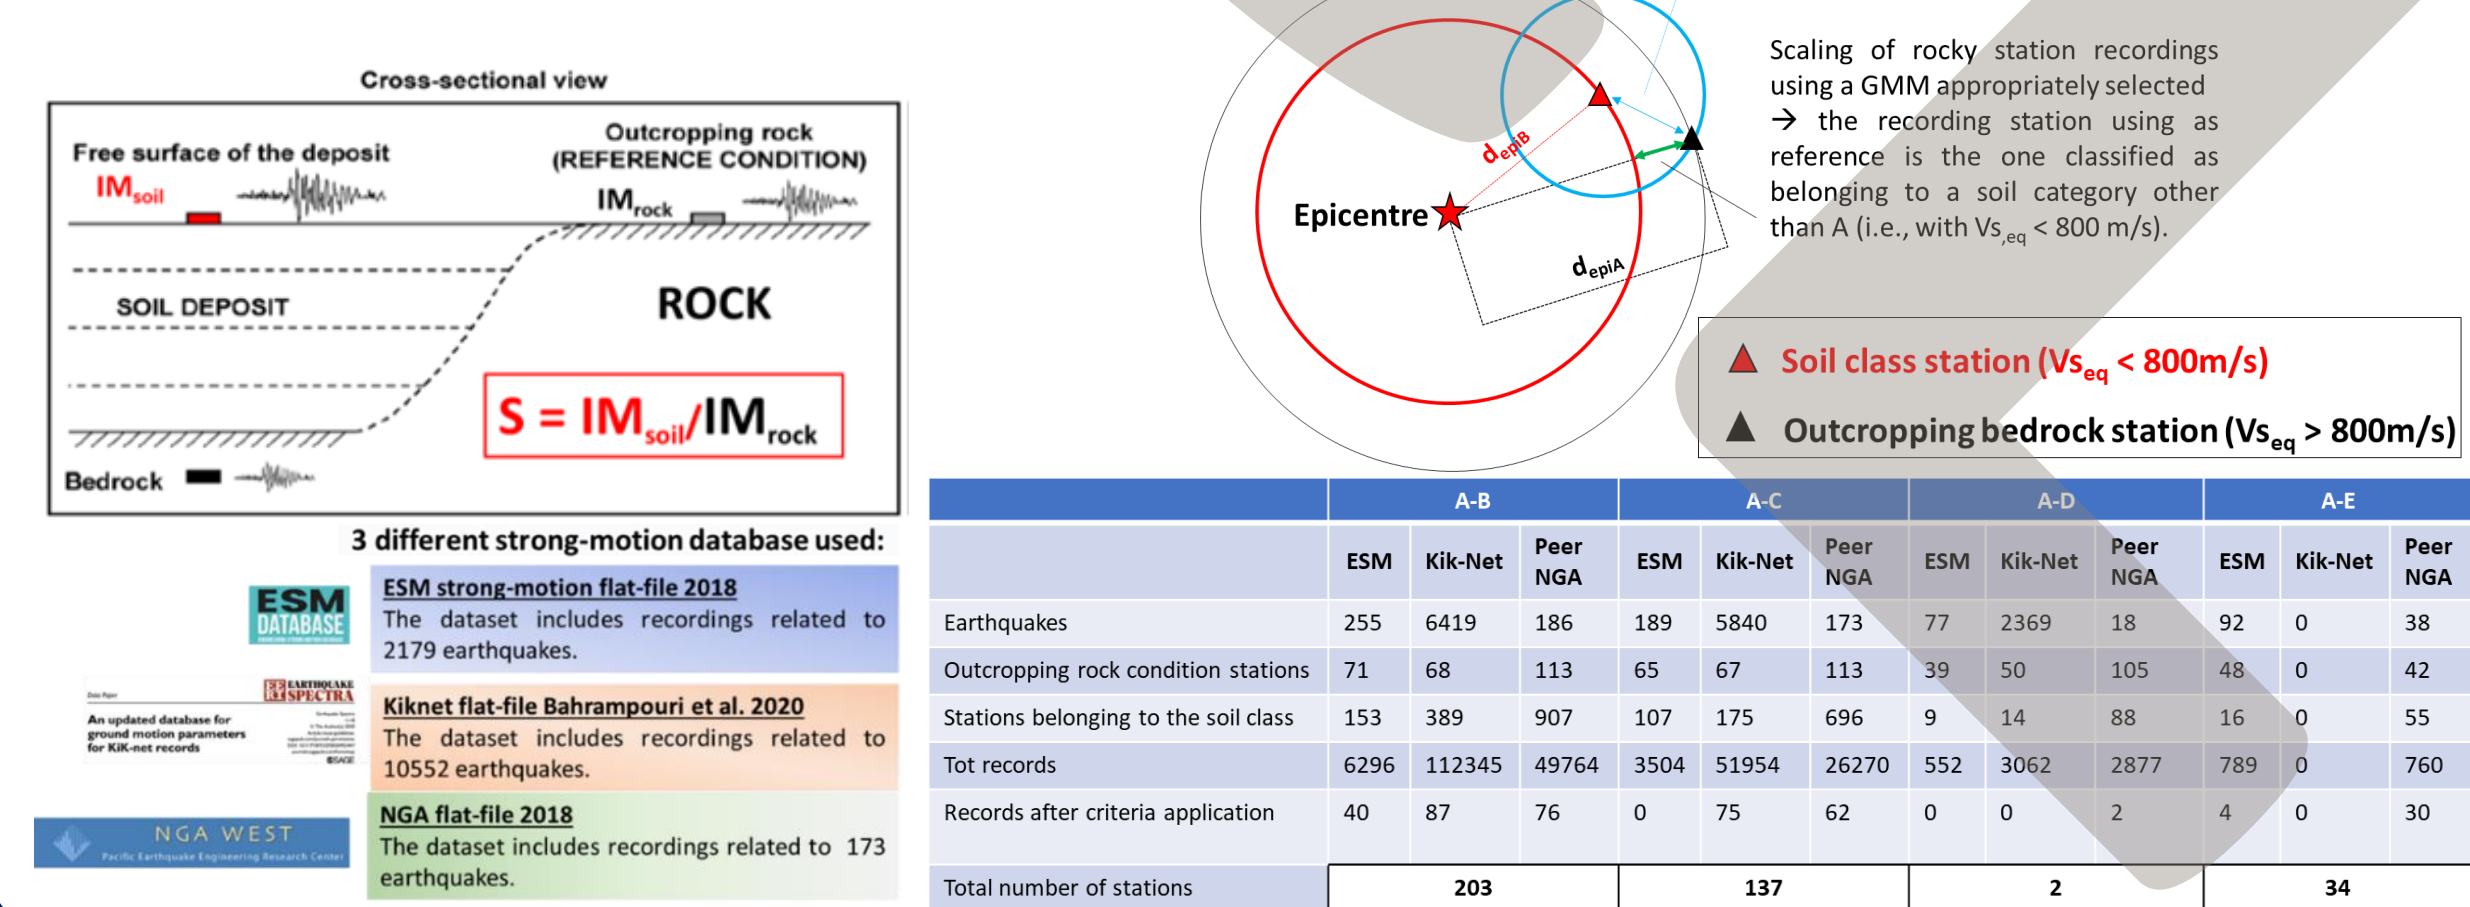 Cross-sectional view
Free surface of the deposit
IMsoil
Outcropping rock
(REFERENCE CONDITION)
IMrock
SOIL DEPOSIT
ROCK
S = IMsoil/IMrock
Bedrock
3 different strong-motion database used:
ESM
DATABASE
ESM strong-motion flat-file 2018
The dataset includes recordings related to
2179 earthquakes.
Data Paper
EARTHQUAKE
SPECTRA
An updated database for
ground motion parameters
for KiK-net records
©SAGE
Kiknet flat-file Bahrampouri et al. 2020
The dataset includes recordings related to
10552 earthquakes.
NGA WEST
Pacific Earthquake Engineering Research Center
NGA flat-file 2018
The dataset includes recordings related to 173
earthquakes.
depiB
Epicentre
depiA
Scaling of rocky station recordings
using a GMM appropriately selected
→ the recording station using as
reference is the one classified as
belonging to a soil category other
than A (i.e., with Vs,eq < 800 m/s).
Soil class station (Vseq < 800m/s)
Outcropping bedrock station (Vseq > 800m/s)
A-B A-C A-D A-E
ESM Kik-Net Peer NGA ESM Kik-Net Peer NGA ESM Kik-Net Peer NGA ESM Kik-Net Peer NGA
Earthquakes 255 6419 186 189 5840 173 77 2369 18 92 0 38
Outcropping rock condition stations 71 68 113 65 67 113 39 50 105 48 0 42
Stations belonging to the soil class 153 389 907 107 175 696 9 14 88 16 0 55
Tot records 6296 112345 49764 3504 51954 26270 552 3062 2877 789 0 760
Records after criteria application 40 87 76 0 75 62 0 0 2 4 0 30
Total number of stations 203 137 2 34